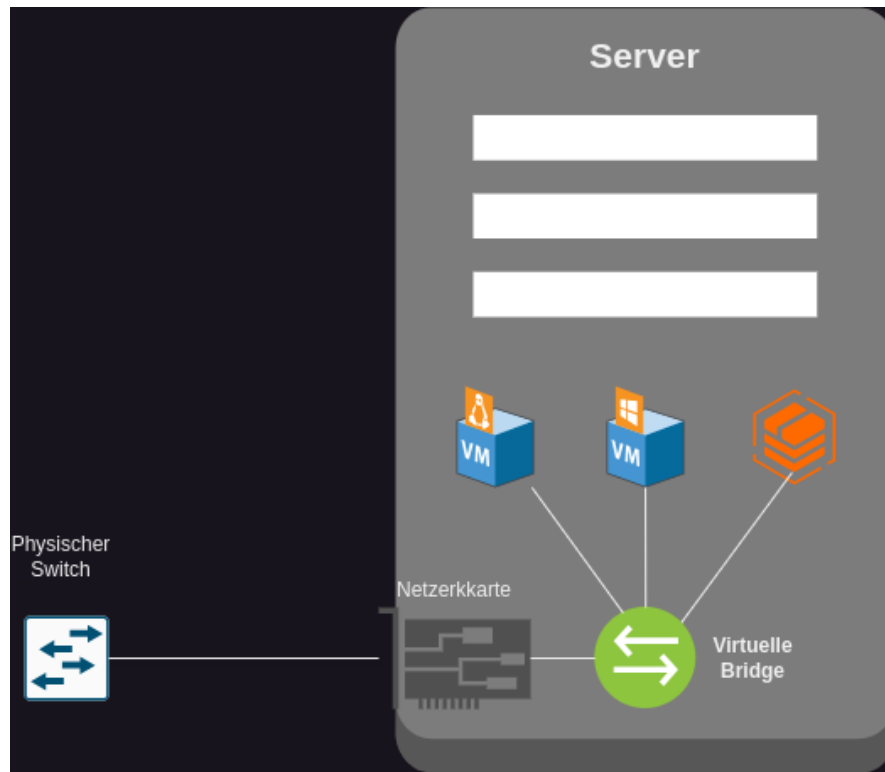 Server
VM
VM
Physischer
Switch
Netzerkkarte
Virtuelle
Bridge